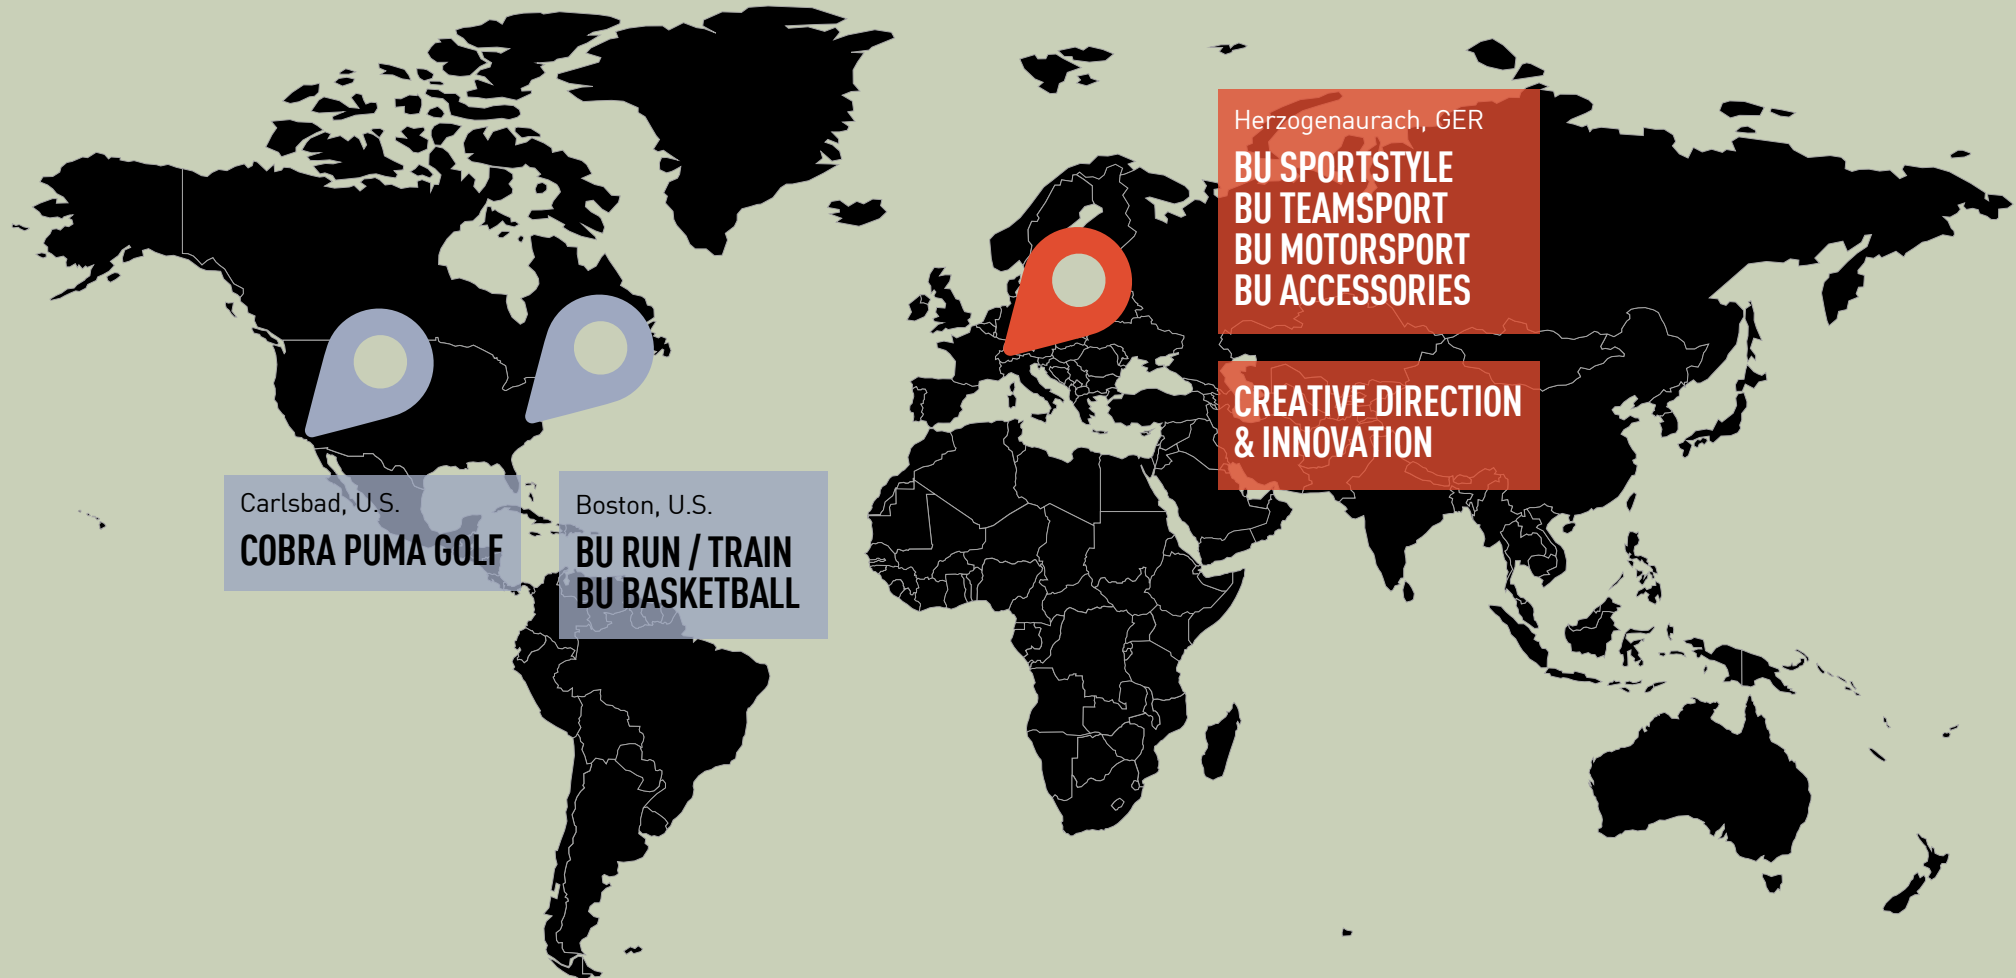 Herzogenaurach, GER
BU SPORTSTYLE
BU TEAMSPORT
BU MOTORSPORT
BU ACCESSORIES
CREATIVE DIRECTION
& INNOVATION
Carlsbad, U.S.
COBRA PUMA GOLF
Boston, U.S.
BU RUN / TRAIN
BU BASKETBALL